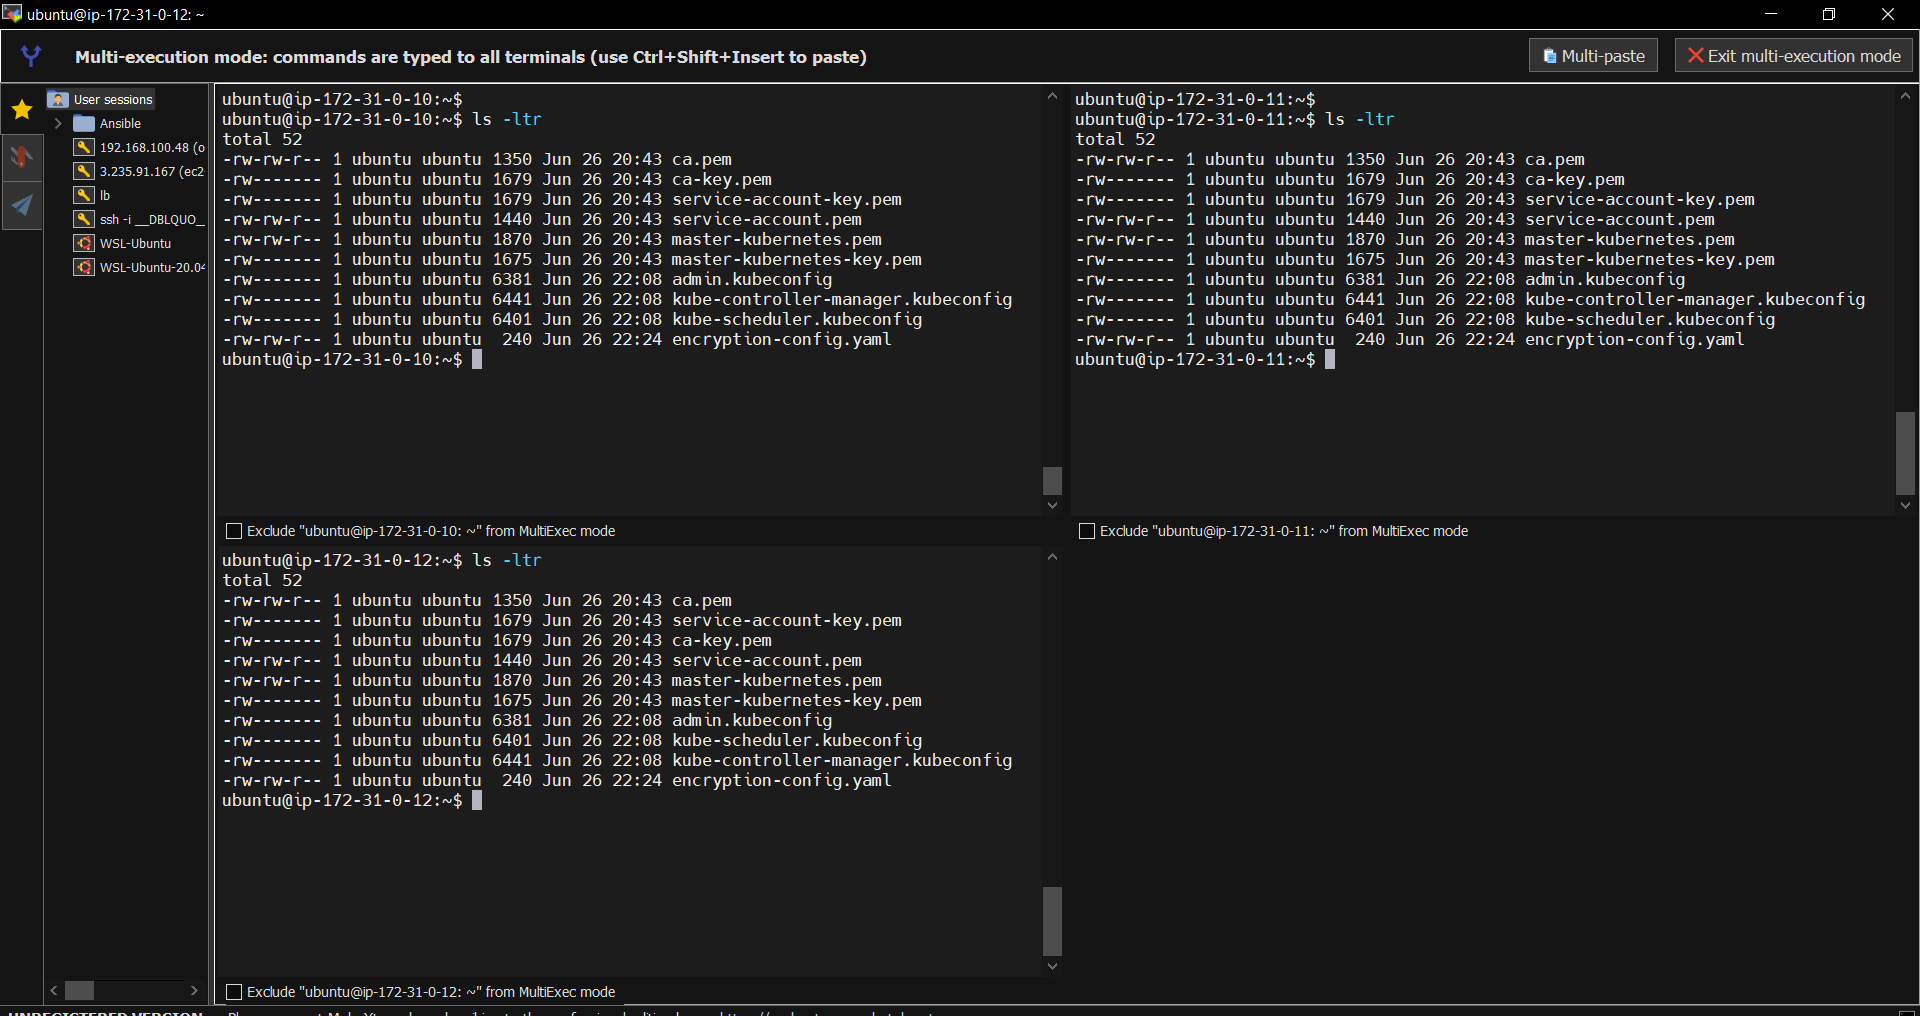 ubuntu@ip-172-31-0-12: ~
Multi-execution mode: commands are typed to all terminals (use Ctrl+Shift+Insert to paste)
Multi-paste
Exit multi-execution mode
User sessions
Ansible
192.168.100.48 (o
3.235.91.167 (ec2
lb
ssh -i __DBLQUO_
WSL-Ubuntu
WSL-Ubuntu-20.04
ubuntu@ip-172-31-0-10:~$
ubuntu@ip-172-31-0-10:~$ ls -ltr
total 52
-rw-rw-r-- 1 ubuntu ubuntu 1350 Jun 26 20:43 ca.pem
-rw------- 1 ubuntu ubuntu 1679 Jun 26 20:43 ca-key.pem
-rw------- 1 ubuntu ubuntu 1679 Jun 26 20:43 service-account-key.pem
-rw-rw-r-- 1 ubuntu ubuntu 1440 Jun 26 20:43 service-account.pem
-rw-rw-r-- 1 ubuntu ubuntu 1870 Jun 26 20:43 master-kubernetes.pem
-rw------- 1 ubuntu ubuntu 1675 Jun 26 20:43 master-kubernetes-key.pem
-rw------- 1 ubuntu ubuntu 6381 Jun 26 22:08 admin.kubeconfig
-rw------- 1 ubuntu ubuntu 6441 Jun 26 22:08 kube-controller-manager.kubeconfig
-rw------- 1 ubuntu ubuntu 6401 Jun 26 22:08 kube-scheduler.kubeconfig
-rw-rw-r-- 1 ubuntu ubuntu  240 Jun 26 22:24 encryption-config.yaml
ubuntu@ip-172-31-0-10:~$
Exclude "ubuntu@ip-172-31-0-10: ~" from MultiExec mode
ubuntu@ip-172-31-0-11:~$
ubuntu@ip-172-31-0-11:~$ ls -ltr
total 52
-rw-rw-r-- 1 ubuntu ubuntu 1350 Jun 26 20:43 ca.pem
-rw------- 1 ubuntu ubuntu 1679 Jun 26 20:43 ca-key.pem
-rw------- 1 ubuntu ubuntu 1679 Jun 26 20:43 service-account-key.pem
-rw-rw-r-- 1 ubuntu ubuntu 1440 Jun 26 20:43 service-account.pem
-rw-rw-r-- 1 ubuntu ubuntu 1870 Jun 26 20:43 master-kubernetes.pem
-rw------- 1 ubuntu ubuntu 1675 Jun 26 20:43 master-kubernetes-key.pem
-rw------- 1 ubuntu ubuntu 6381 Jun 26 22:08 admin.kubeconfig
-rw------- 1 ubuntu ubuntu 6441 Jun 26 22:08 kube-controller-manager.kubeconfig
-rw------- 1 ubuntu ubuntu 6401 Jun 26 22:08 kube-scheduler.kubeconfig
-rw-rw-r-- 1 ubuntu ubuntu  240 Jun 26 22:24 encryption-config.yaml
ubuntu@ip-172-31-0-11:~$
Exclude "ubuntu@ip-172-31-0-11: ~" from MultiExec mode
ubuntu@ip-172-31-0-12:~$ ls -ltr
total 52
-rw-rw-r-- 1 ubuntu ubuntu 1350 Jun 26 20:43 ca.pem
-rw------- 1 ubuntu ubuntu 1679 Jun 26 20:43 service-account-key.pem
-rw------- 1 ubuntu ubuntu 1679 Jun 26 20:43 ca-key.pem
-rw-rw-r-- 1 ubuntu ubuntu 1440 Jun 26 20:43 service-account.pem
-rw-rw-r-- 1 ubuntu ubuntu 1870 Jun 26 20:43 master-kubernetes.pem
-rw------- 1 ubuntu ubuntu 1675 Jun 26 20:43 master-kubernetes-key.pem
-rw------- 1 ubuntu ubuntu 6381 Jun 26 22:08 admin.kubeconfig
-rw------- 1 ubuntu ubuntu 6401 Jun 26 22:08 kube-scheduler.kubeconfig
-rw------- 1 ubuntu ubuntu 6441 Jun 26 22:08 kube-controller-manager.kubeconfig
-rw-rw-r-- 1 ubuntu ubuntu  240 Jun 26 22:24 encryption-config.yaml
ubuntu@ip-172-31-0-12:~$
Exclude "ubuntu@ip-172-31-0-12: ~" from MultiExec mode
UNREGISTERED VERSION